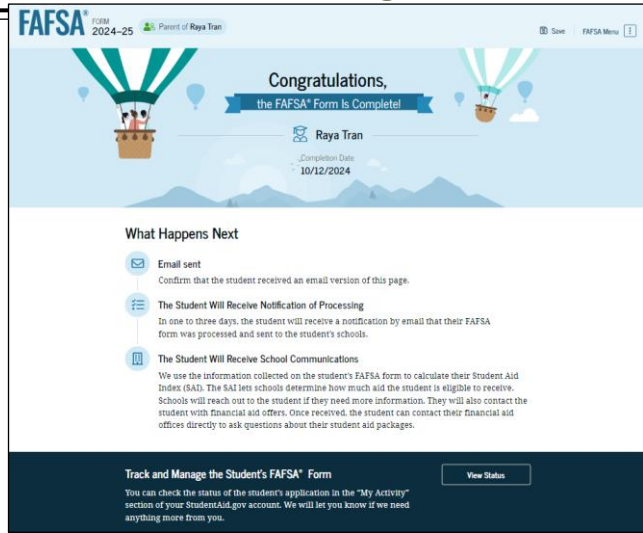 FAFSA® FORM
2024–25
Parent of Raya Tran
Save
FAFSA Menu
Congratulations,
the FAFSA® Form Is Complete!
Raya Tran
Completion Date
10/12/2024
What Happens Next
Email sent
Confirm that the student received an email version of this page.
The Student Will Receive Notification of Processing
In one to three days, the student will receive a notification by email that their FAFSA
form was processed and sent to the student's schools.
The Student Will Receive School Communications
We use the information collected on the student's FAFSA form to calculate their Student Aid
Index (SAI). The SAI lets schools determine how much aid the student is eligible to receive.
Schools will reach out to the student if they need more information. They will also contact the
student with financial aid offers. Once received, the student can contact their financial aid
offices directly to ask questions about their student aid packages.
Track and Manage the Student's FAFSA® Form
View Status
You can check the status of the student's application in the "My Activity"
section of your StudentAid.gov account. We will let you know if we need
anything more from you.